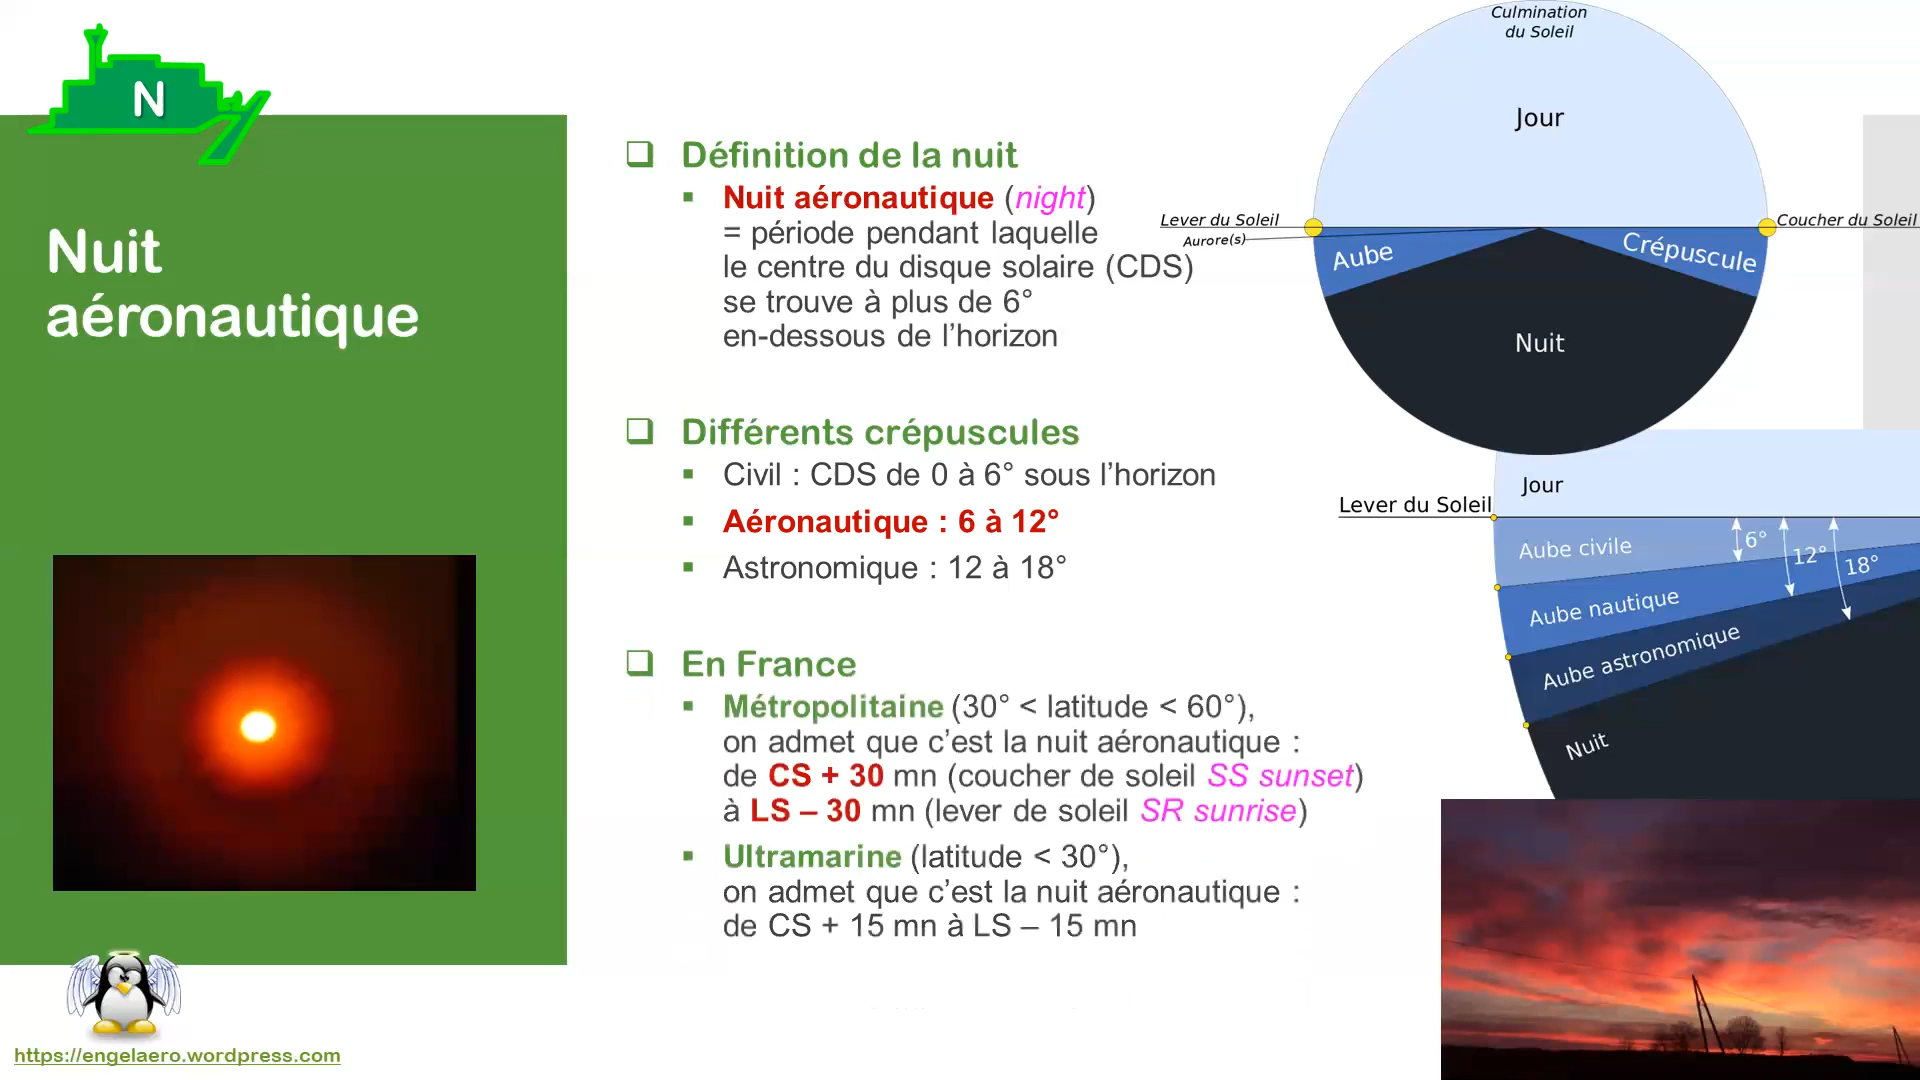 N
Nuit
aéronautique
❑ Définition de la nuit
▪ Nuit aéronautique (night)
= période pendant laquelle
le centre du disque solaire (CDS)
se trouve à plus de 6°
en-dessous de l’horizon
❑ Différents crépuscules
▪ Civil : CDS de 0 à 6° sous l’horizon
▪ Aéronautique : 6 à 12°
▪ Astronomique : 12 à 18°
❑ En France
▪ Métropolitaine (30° < latitude < 60°),
on admet que c’est la nuit aéronautique :
de CS + 30 mn (coucher de soleil SS sunset)
à LS – 30 mn (lever de soleil SR sunrise)
▪ Ultramarine (latitude < 30°),
on admet que c’est la nuit aéronautique :
de CS + 15 mn à LS – 15 mn
Culmination
du Soleil
Jour
Lever du Soleil
Coucher du Soleil
Aurore(s)
Aube
Crépuscule
Nuit
Jour
Lever du Soleil
Aube civile
6°
12°
18°
Aube nautique
Aube astronomique
Nuit
https://engelaero.wordpress.com